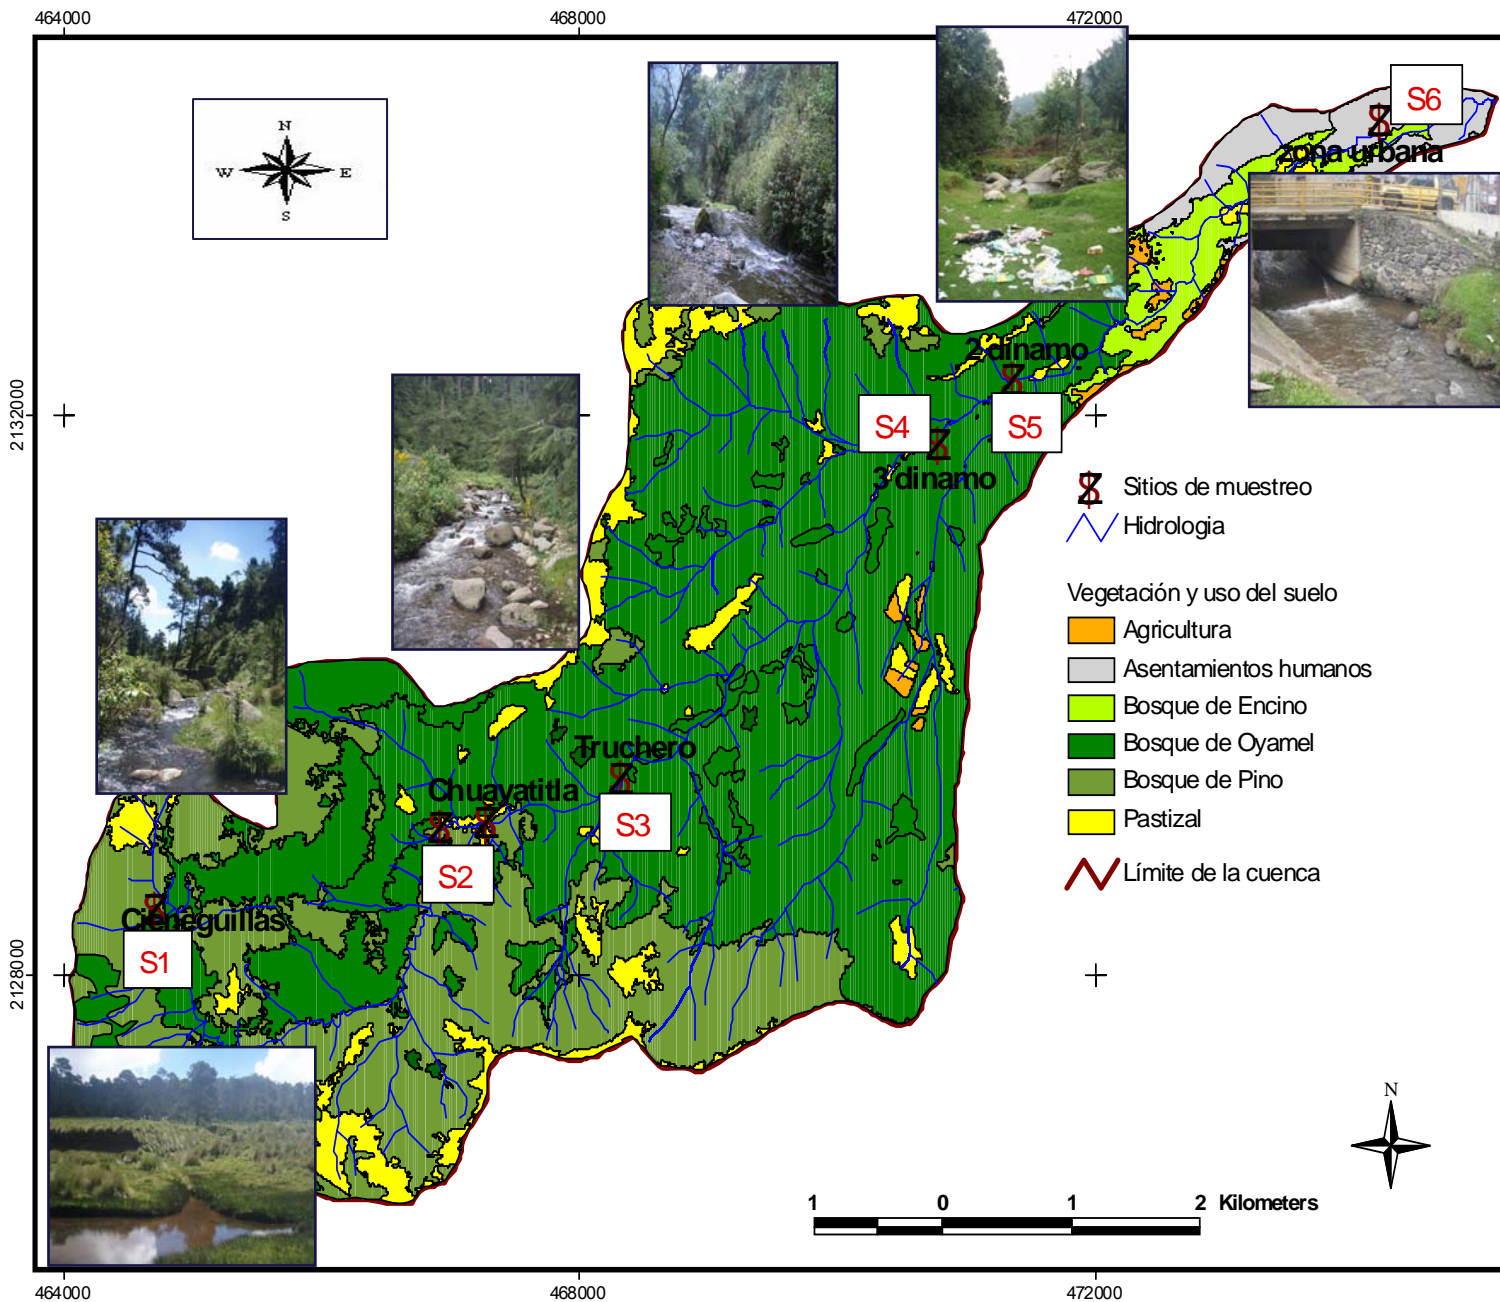 464000
468000
472000
N
W
E
S
S6
zona urbana
2 dinamo
2132000
S4
S5
3 dinamo
Sitios de muestreo
Hidrologia
Vegetación y uso del suelo
Agricultura
Asentamientos humanos
Bosque de Encino
Bosque de Oyamel
Bosque de Pino
Pastizal
Límite de la cuenca
Truchero
Chuayatitla
S3
S2
Cieneguillas
S1
2128000
N
1 0 1 2 Kilometers
464000
468000
472000